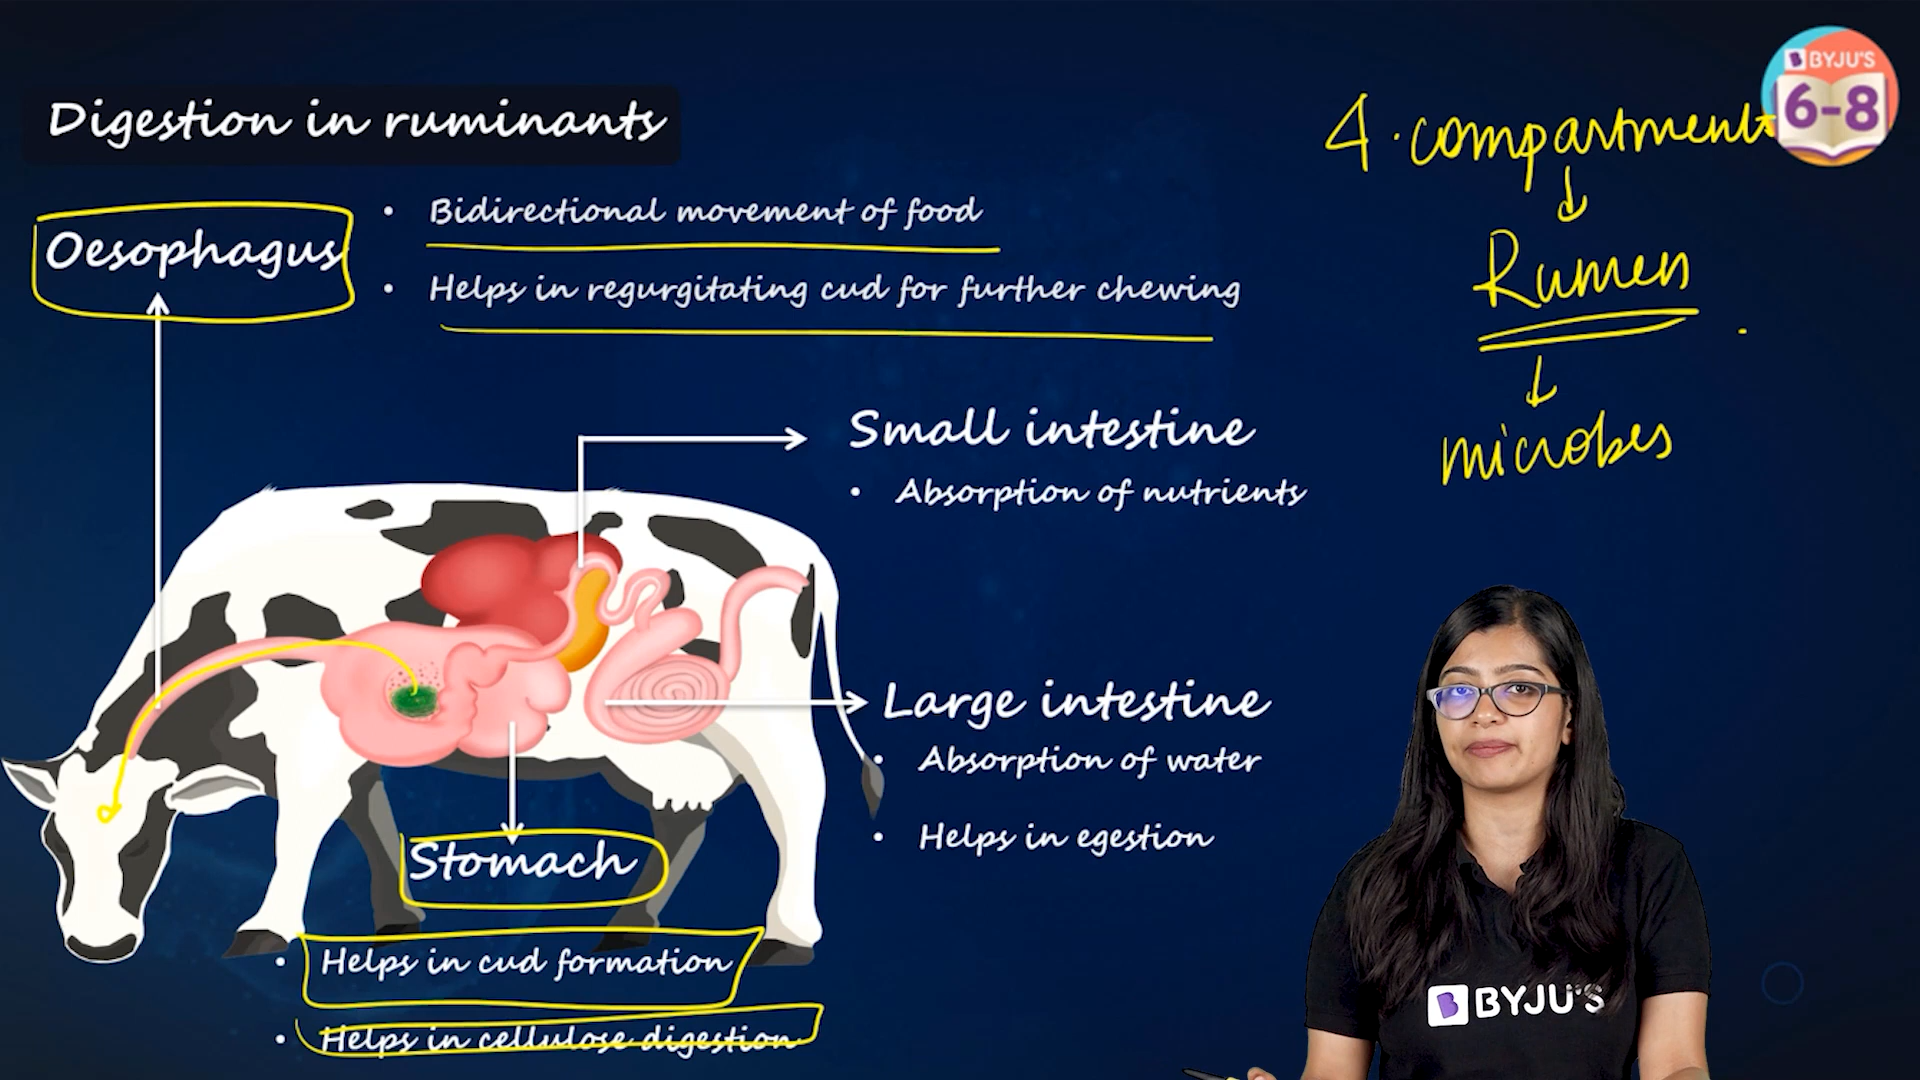 Digestion in ruminants
Oesophagus
• Bidirectional movement of food
• Helps in regurgitating cud for further chewing
4 compartments
Rumen
microbes
BYJU'S
6-8
Small intestine
• Absorption of nutrients
Large intestine
• Absorption of water
• Helps in egestion
Stomach
• Helps in cud formation
• Helps in cellulose digestion
BYJU'S